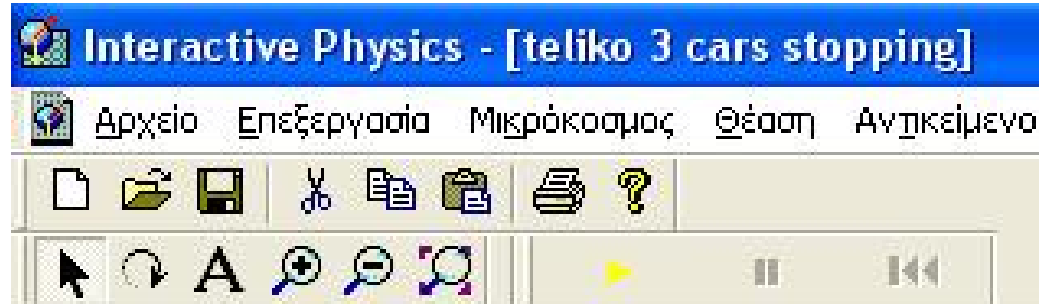 Interactive Physics - [teliko 3 cars stopping]
Αρχείο Επεξεργασία Μικρόκοσμος Θέαση Αντικείμενο
A